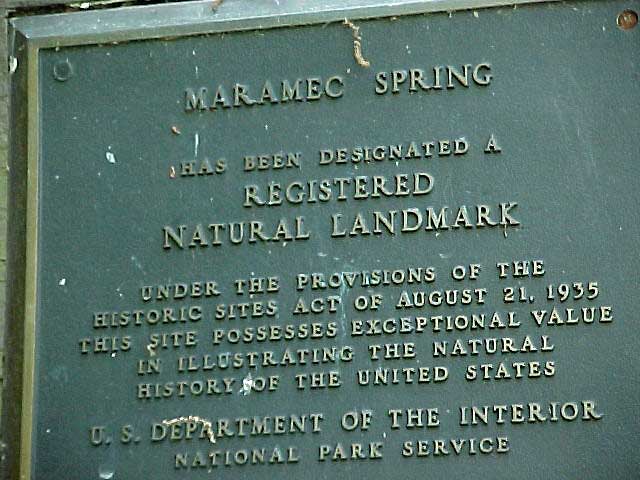 MARAMEC SPRING
HAS BEEN DESIGNATED A
REGISTERED
NATURAL LANDMARK
UNDER THE PROVISIONS OF THE
HISTORIC SITES ACT OF AUGUST 21, 1935
THIS SITE POSSESSES EXCEPTIONAL VALUE
IN ILLUSTRATING THE NATURAL
HISTORY OF THE UNITED STATES
U. S. DEPARTMENT OF THE INTERIOR
NATIONAL PARK SERVICE